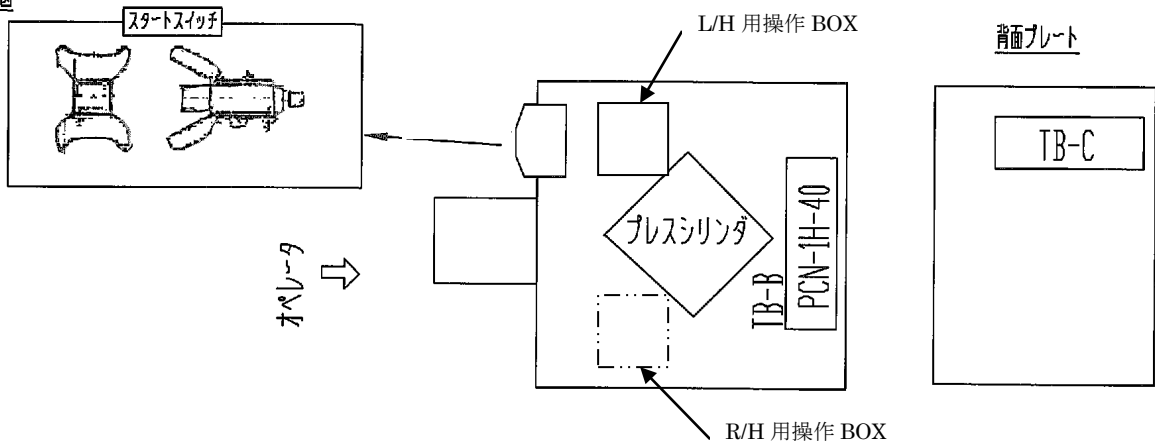 スタートスイッチ
L/H 用操作 BOX
背面プレート
TB-C
プレスシリンダ
オペレータ
TB-B
PCN-1H-40
R/H 用操作 BOX